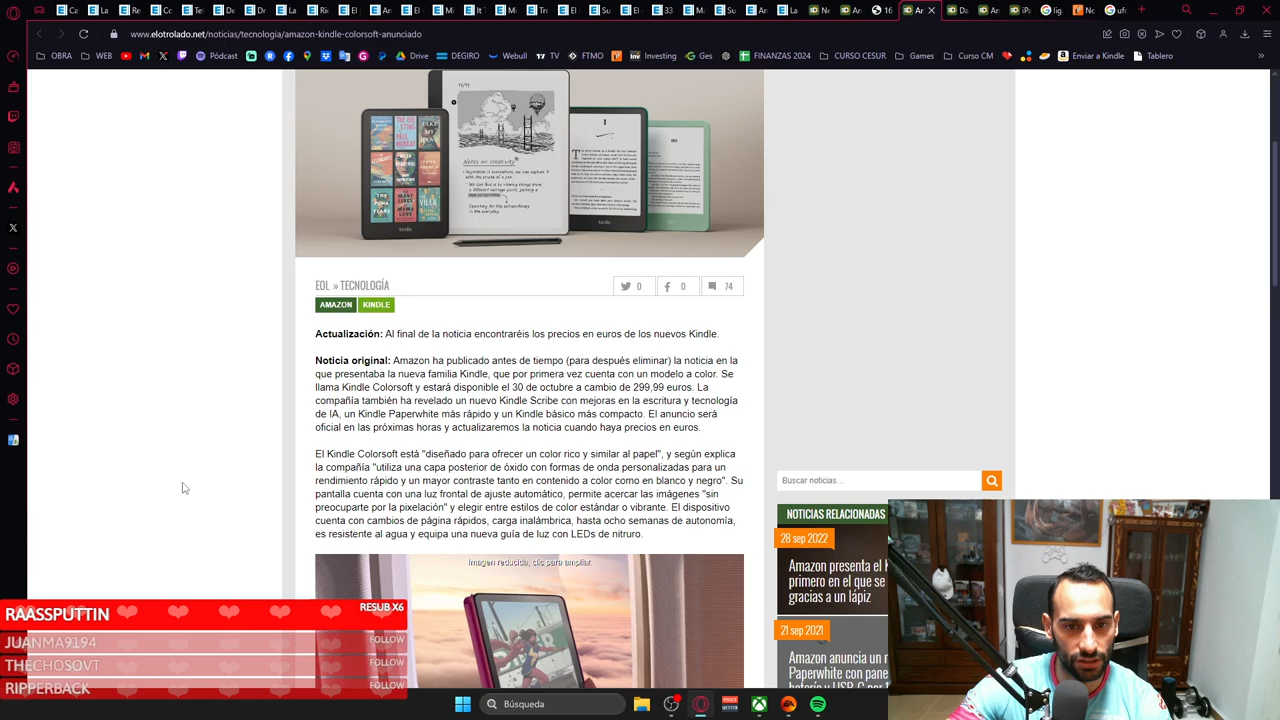 www.elotrolado.net/noticias/tecnologia/amazon-kindle-colorsoft-anunciado
OBRA WEB Pódcast Drive DEGIRO Webull TV FTMO Investing Ges FINANZAS 2024 CURSO CESUR Games Curso CM Enviar a Kindle Tablero
Notes on creativity
kindle
kindle
EOL » TECNOLOGÍA
0 0 74
AMAZON KINDLE
Actualización: Al final de la noticia encontraréis los precios en euros de los nuevos Kindle.
Noticia original: Amazon ha publicado antes de tiempo (para después eliminar) la noticia en la
que presentaba la nueva familia Kindle, que por primera vez cuenta con un modelo a color. Se
llama Kindle Colorsoft y estará disponible el 30 de octubre a cambio de 299,99 euros. La
compañía también ha revelado un nuevo Kindle Scribe con mejoras en la escritura y tecnología
de IA, un Kindle Paperwhite más rápido y un Kindle básico más compacto. El anuncio será
oficial en las próximas horas y actualizaremos la noticia cuando haya precios en euros.
El Kindle Colorsoft está "diseñado para ofrecer un color rico y similar al papel", y según explica
la compañía "utiliza una capa posterior de óxido con formas de onda personalizadas para un
rendimiento rápido y un mayor contraste tanto en contenido a color como en blanco y negro". Su
pantalla cuenta con una luz frontal de ajuste automático, permite acercar las imágenes "sin
preocuparte por la pixelación" y elegir entre estilos de color estándar o vibrante. El dispositivo
cuenta con cambios de página rápidos, carga inalámbrica, hasta ocho semanas de autonomía,
es resistente al agua y equipa una nueva guía de luz con LEDs de nitruro.
Imagen reducida, clic para ampliar.
Buscar noticias...
NOTICIAS RELACIONADAS
28 sep 2022
Amazon presenta el K
primero en el que se
gracias a un lápiz
21 sep 2021
Amazon anuncia un n
Paperwhite con pane
RAASSPUTTIN RESUB X6
JUANMA9194 FOLLOW
THECHOSOVT FOLLOW
RIPPERBACK FOLLOW
Búsqueda